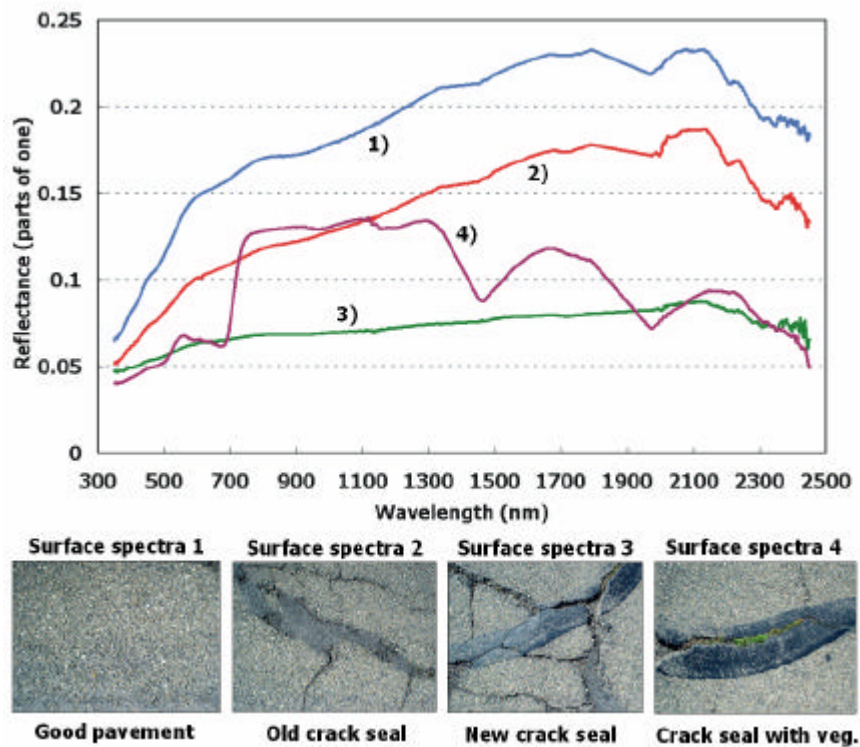 0.25
0.2
0.15
0.1
0.05
0
Reflectance (parts of one)
1)
2)
4)
3)
300 500 700 900 1100 1300 1500 1700 1900 2100 2300 2500
Wavelength (nm)
Surface spectra 1 Surface spectra 2 Surface spectra 3 Surface spectra 4
Good pavement Old crack seal New crack seal Crack seal with veg.